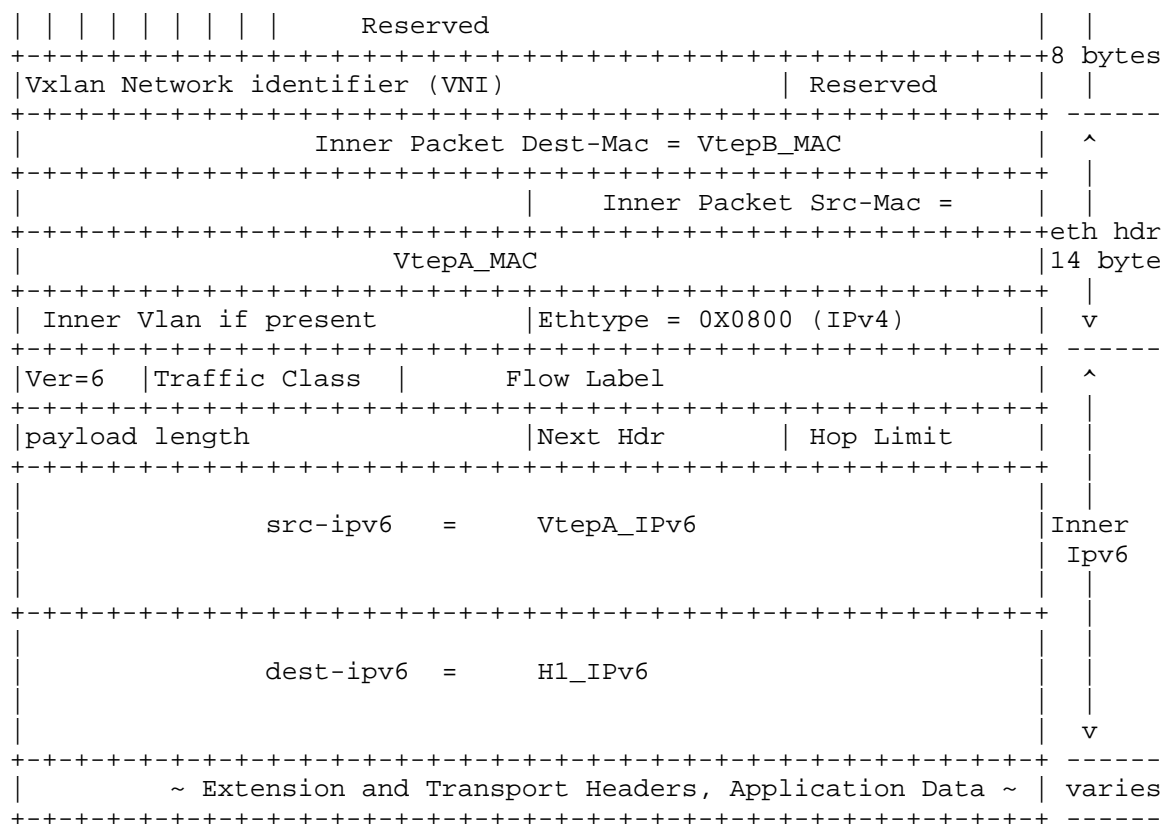 | | | | | | | | |     Reserved                                  |  |
+-+-+-+-+-+-+-+-+-+-+-+-+-+-+-+-+-+-+-+-+-+-+-+-+-+-+-+-+-+-+-+-+8 bytes
|Vxlan Network identifier (VNI)                 | Reserved      |  |
+-+-+-+-+-+-+-+-+-+-+-+-+-+-+-+-+-+-+-+-+-+-+-+-+-+-+-+-+-+-+-+-+ ------
|                  Inner Packet Dest-Mac = VtepB_MAC            |  ^
+-+-+-+-+-+-+-+-+-+-+-+-+-+-+-+-+-+-+-+-+-+-+-+-+-+-+-+-+-+-+-+-+  |
|                               |    Inner Packet Src-Mac =     |  |
+-+-+-+-+-+-+-+-+-+-+-+-+-+-+-+-+-+-+-+-+-+-+-+-+-+-+-+-+-+-+-+-+eth hdr
|                       VtepA_MAC                               |14 byte
+-+-+-+-+-+-+-+-+-+-+-+-+-+-+-+-+-+-+-+-+-+-+-+-+-+-+-+-+-+-+-+-+  |
| Inner Vlan if present         |Ethtype = 0X0800 (IPv4)        |  v
+-+-+-+-+-+-+-+-+-+-+-+-+-+-+-+-+-+-+-+-+-+-+-+-+-+-+-+-+-+-+-+-+ ------
|Ver=6  |Traffic Class  |      Flow Label                       |  ^
+-+-+-+-+-+-+-+-+-+-+-+-+-+-+-+-+-+-+-+-+-+-+-+-+-+-+-+-+-+-+-+-+  |
|payload length                 |Next Hdr       | Hop Limit     |  |
+-+-+-+-+-+-+-+-+-+-+-+-+-+-+-+-+-+-+-+-+-+-+-+-+-+-+-+-+-+-+-+-+  |
|                                                               |  |
|               src-ipv6   =     VtepA_IPv6                     |Inner
|                                                               | Ipv6
|                                                               |  |
+-+-+-+-+-+-+-+-+-+-+-+-+-+-+-+-+-+-+-+-+-+-+-+-+-+-+-+-+-+-+-+-+  |
|                                                               |  |
|               dest-ipv6  =     H1_IPv6                        |  |
|                                                               |  |
|                                                               |  v
+-+-+-+-+-+-+-+-+-+-+-+-+-+-+-+-+-+-+-+-+-+-+-+-+-+-+-+-+-+-+-+-+ ------
|         ~ Extension and Transport Headers, Application Data ~ | varies
+-+-+-+-+-+-+-+-+-+-+-+-+-+-+-+-+-+-+-+-+-+-+-+-+-+-+-+-+-+-+-+-+ ------